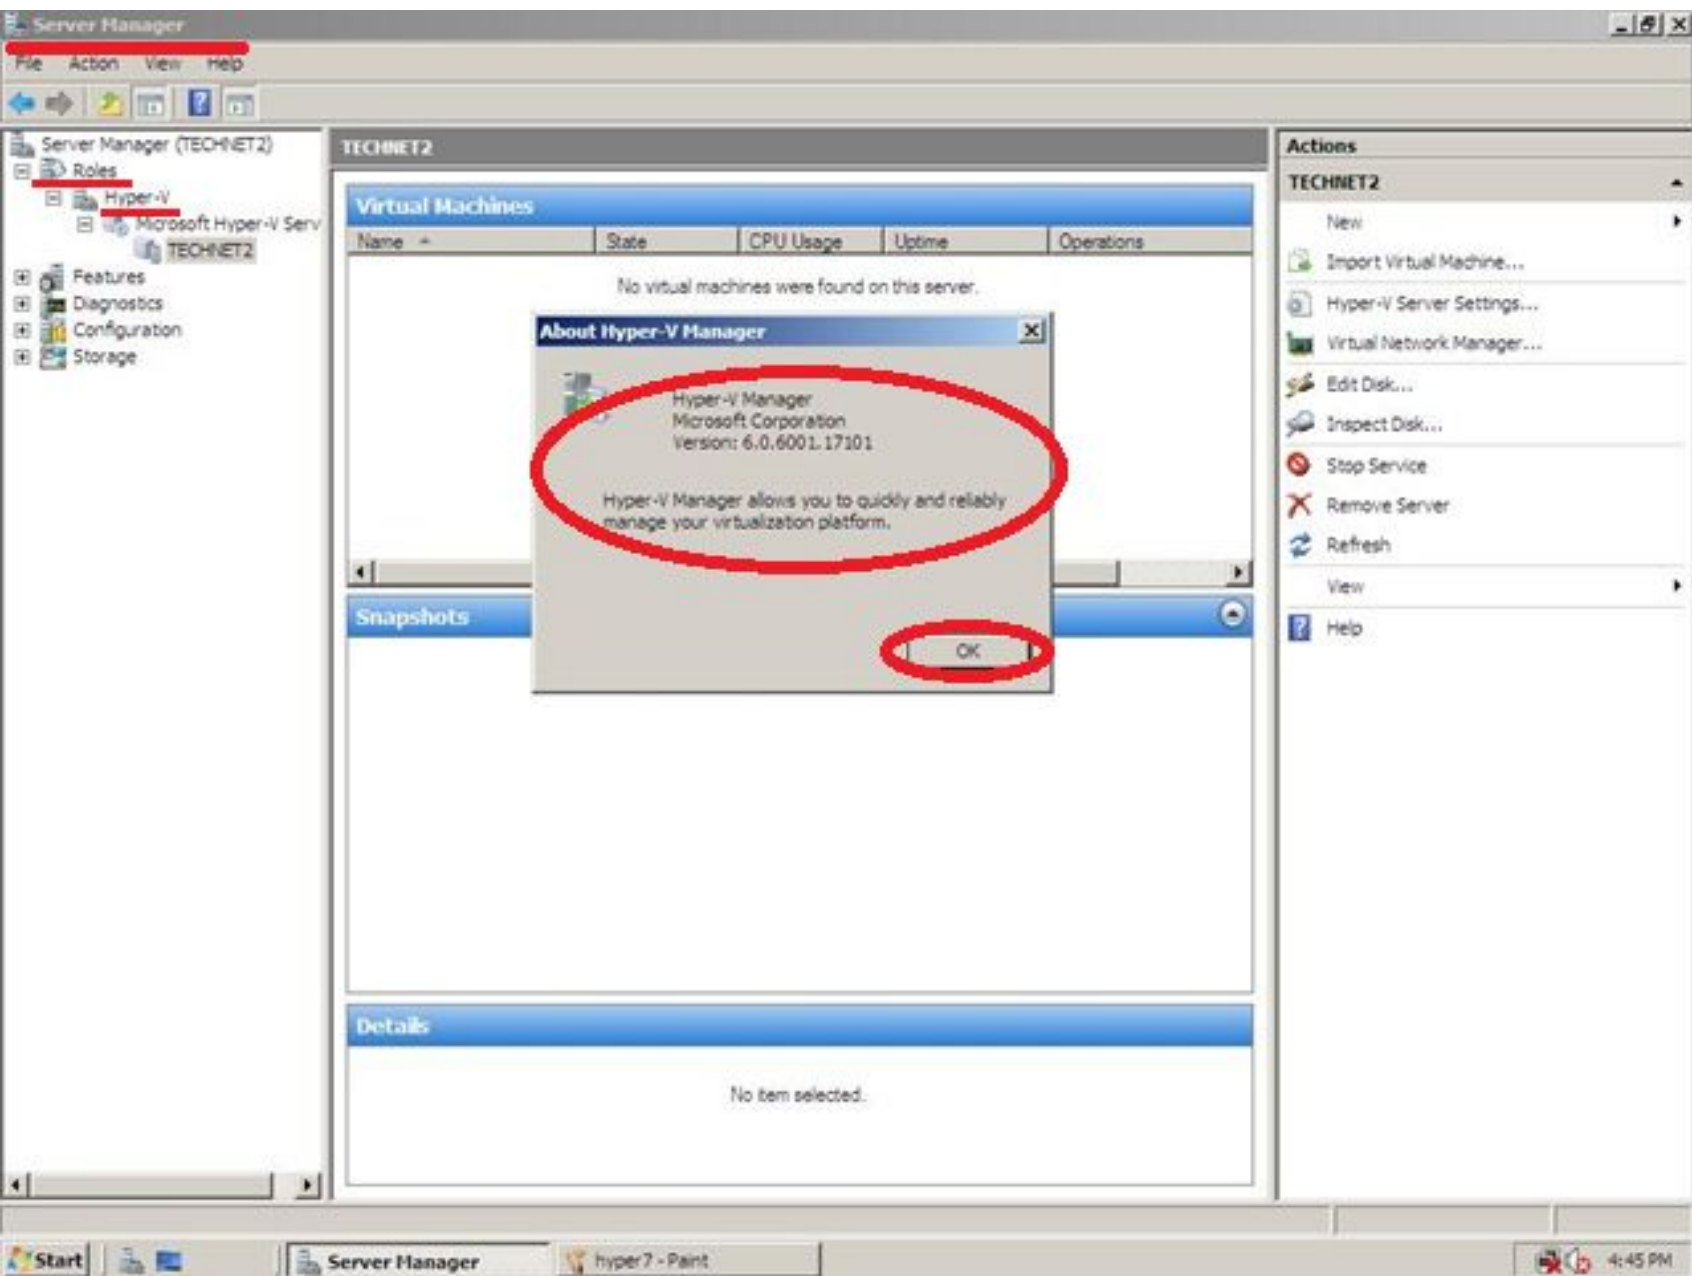 Server Manager
File Action View Help
Server Manager (TECHNET2)
Roles
Hyper-V
Microsoft Hyper-V Serv
TECHNET2
Features
Diagnostics
Configuration
Storage
TECHNET2
Virtual Machines
Name State CPU Usage Uptime Operations
No virtual machines were found on this server.
About Hyper-V Manager
Hyper-V Manager
Microsoft Corporation
Version: 6.0.6001.17101
Hyper-V Manager allows you to quickly and reliably
manage your virtualization platform.
OK
Snapshots
Details
No item selected.
Actions
TECHNET2
New
Import Virtual Machine...
Hyper-V Server Settings...
Virtual Network Manager...
Edit Disk...
Inspect Disk...
Stop Service
Remove Server
Refresh
View
Help
Start Server Manager hyper7 - Paint 4:45 PM